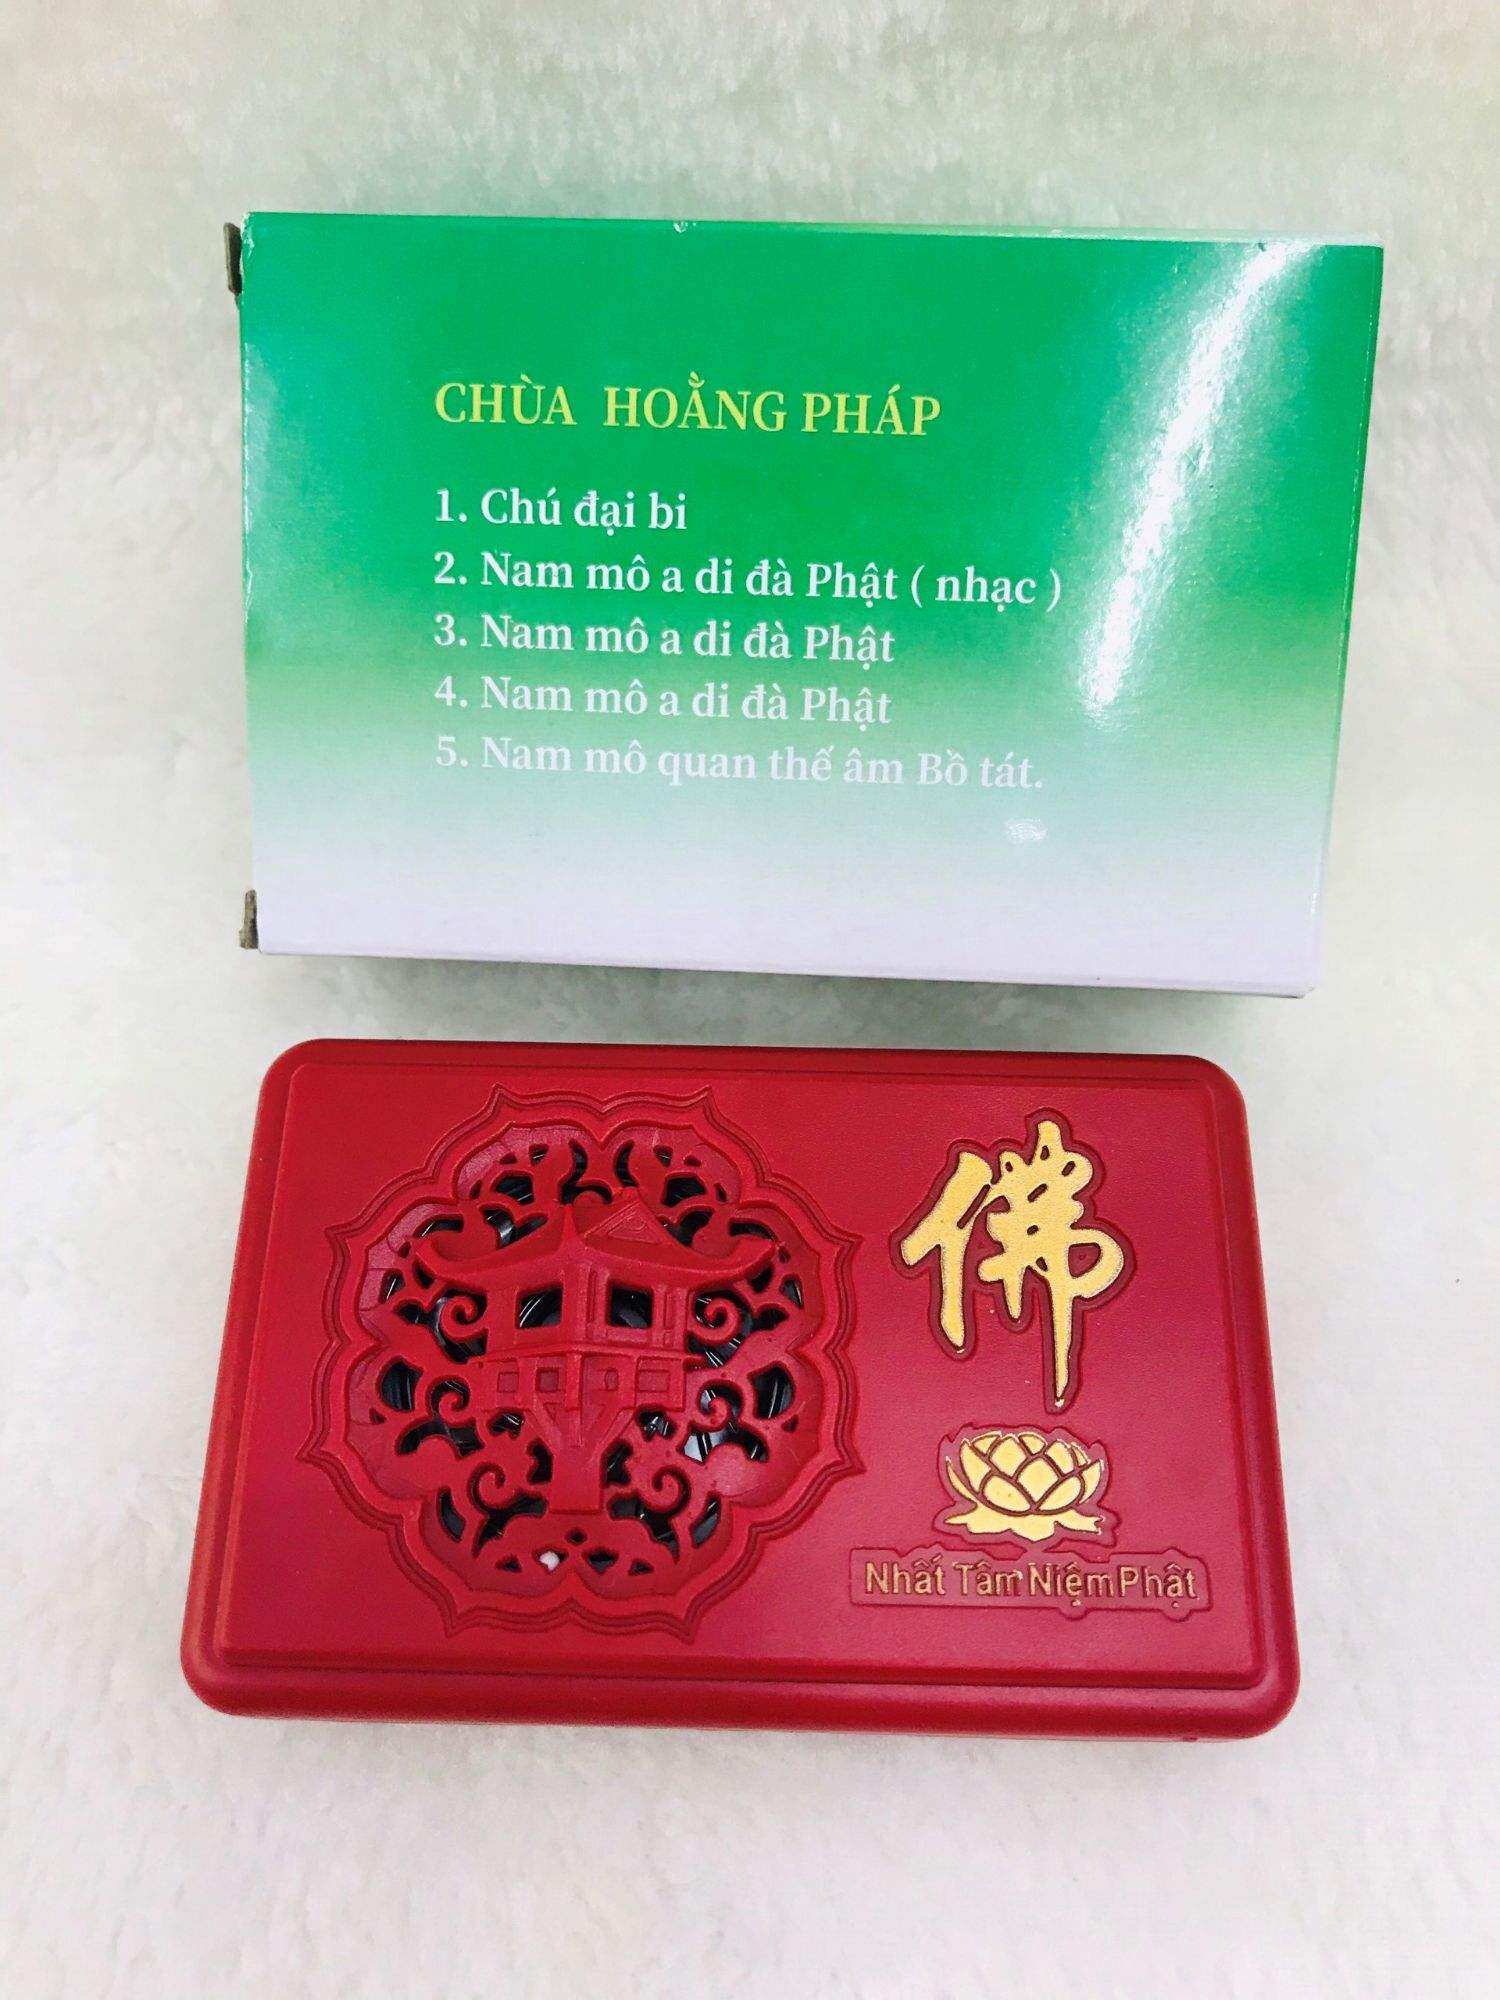 CHÙA HOẰNG PHÁP
1. Chú đại bi
2. Nam mô a di đà Phật ( nhạc )
3. Nam mô a di đà Phật
4. Nam mô a di đà Phật
5. Nam mô quan thế âm Bồ tát.
佛
Nhất Tâm Niệm Phật